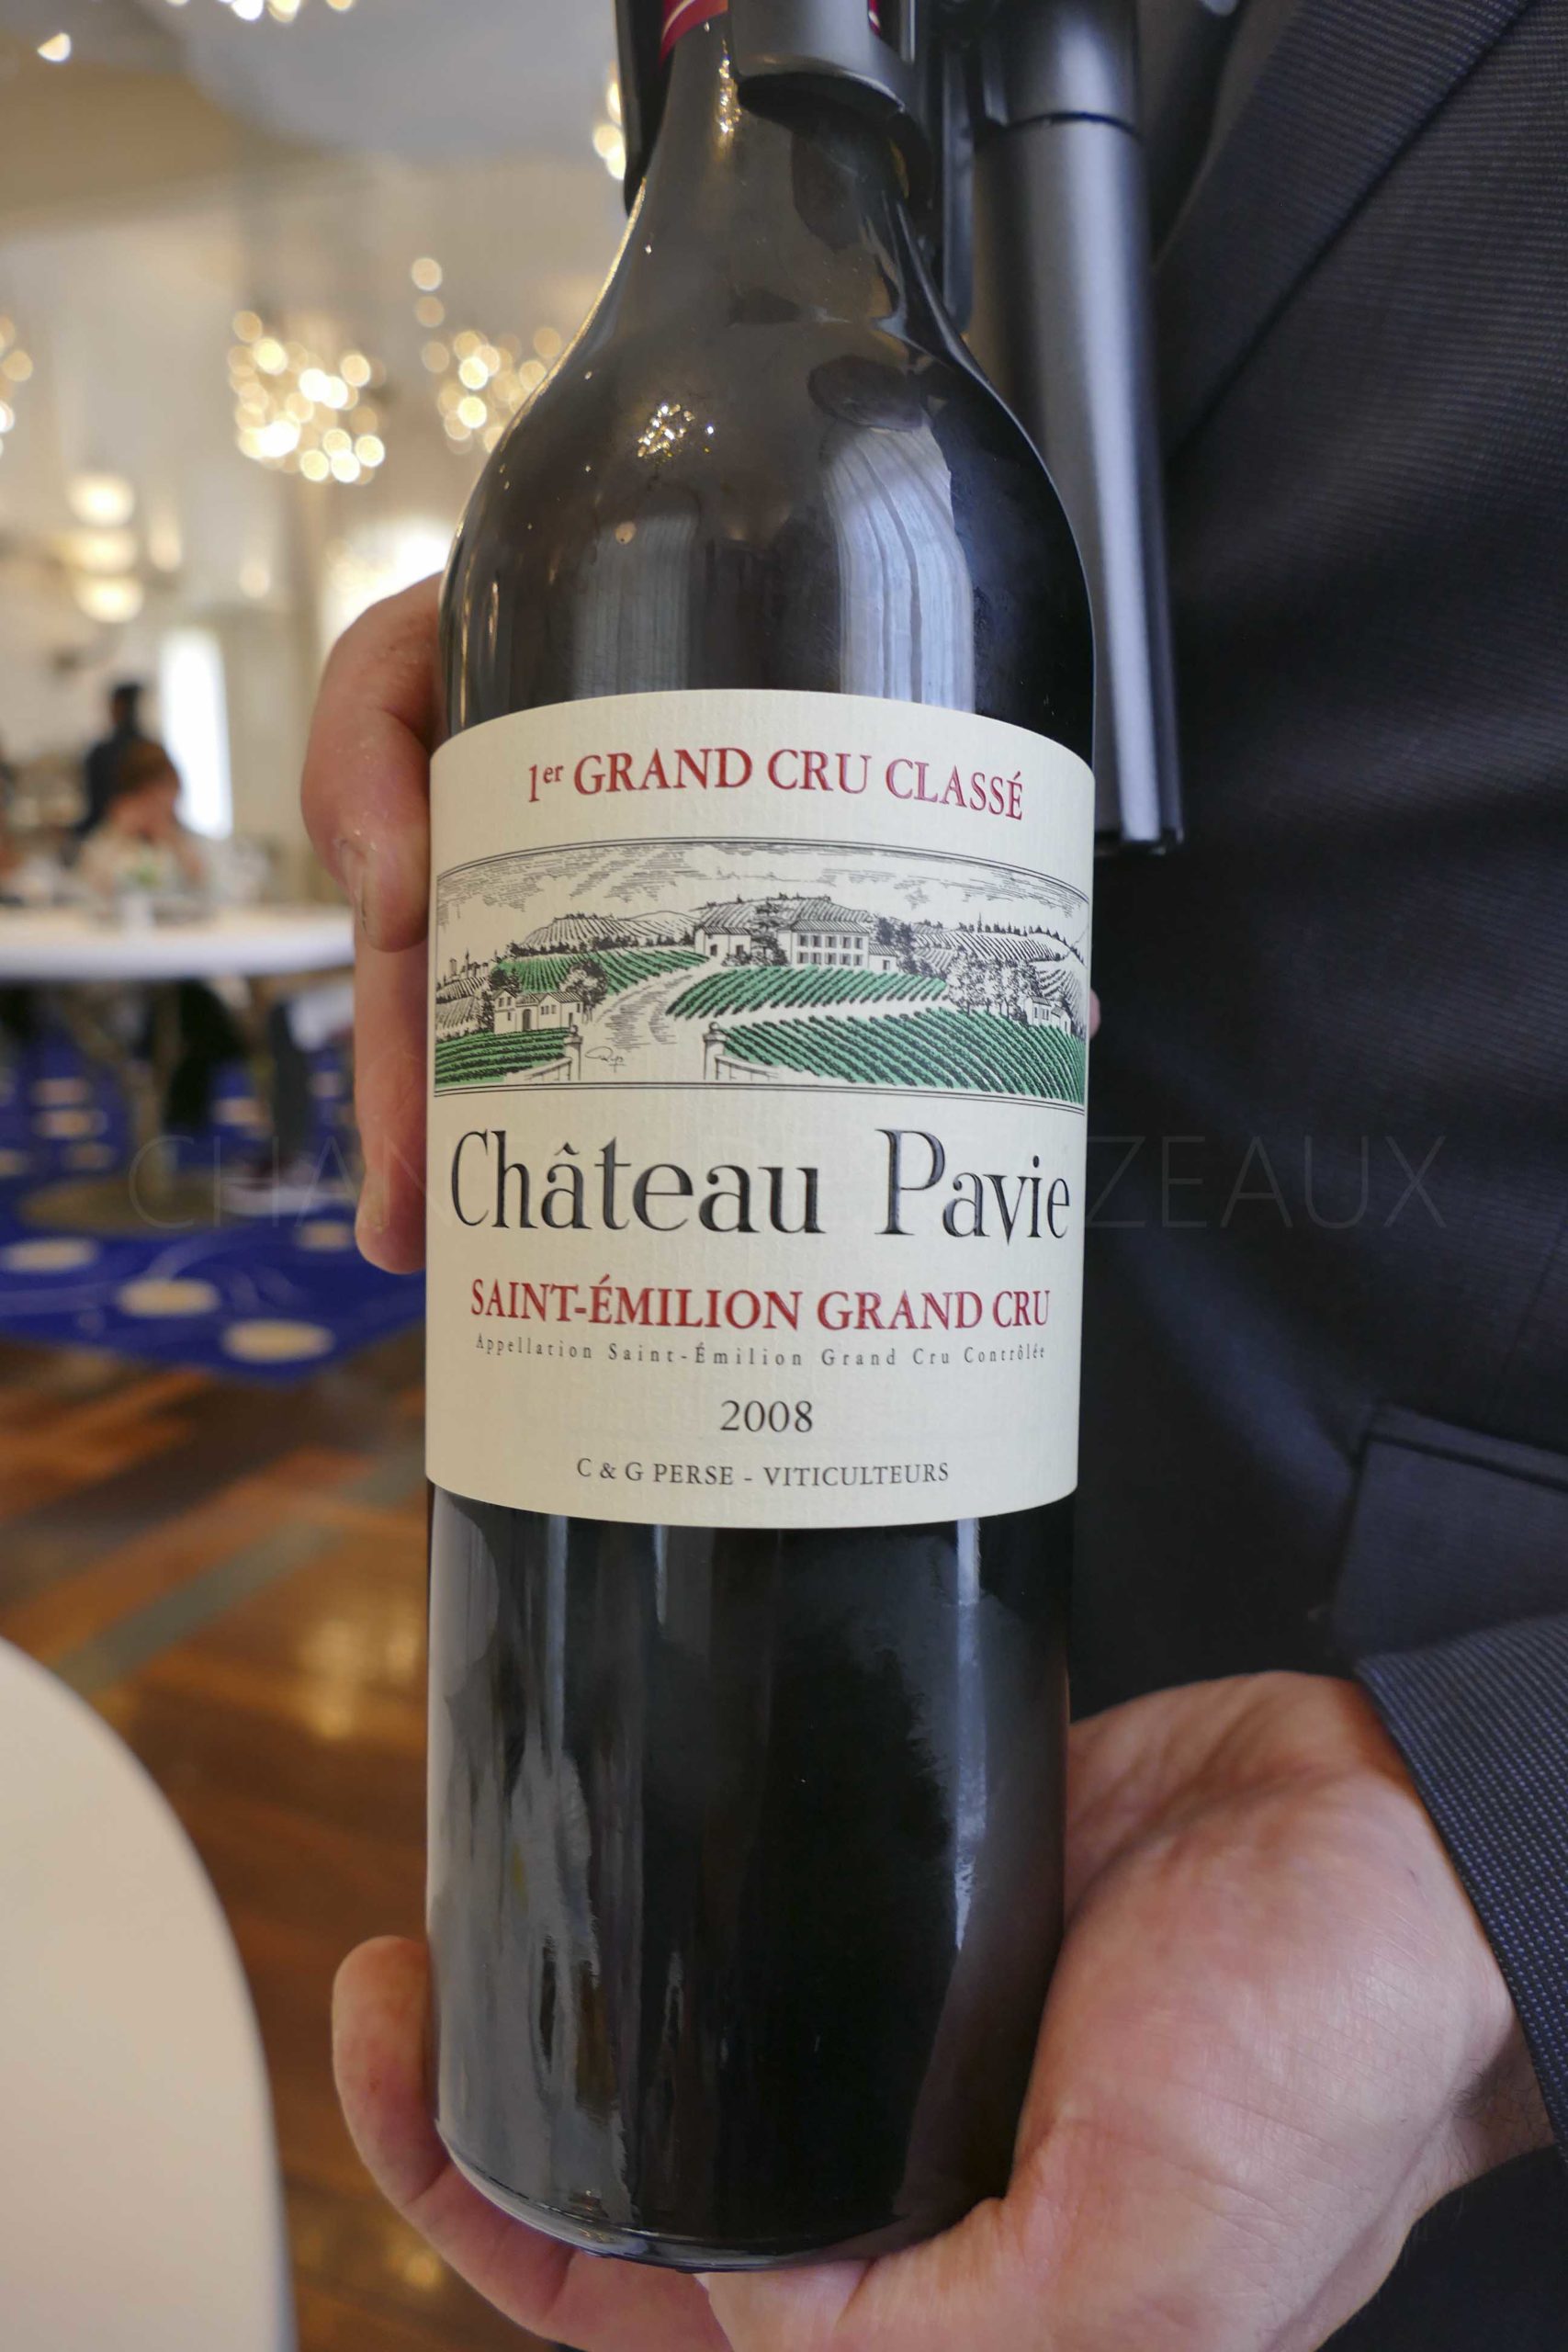 1er GRAND CRU CLASSÉ
Château Pavie
SAINT-ÉMILION GRAND CRU
Appellation Saint-Émilion Grand Cru Contrôlée
2008
C & G PERSE - VITICULTEURS